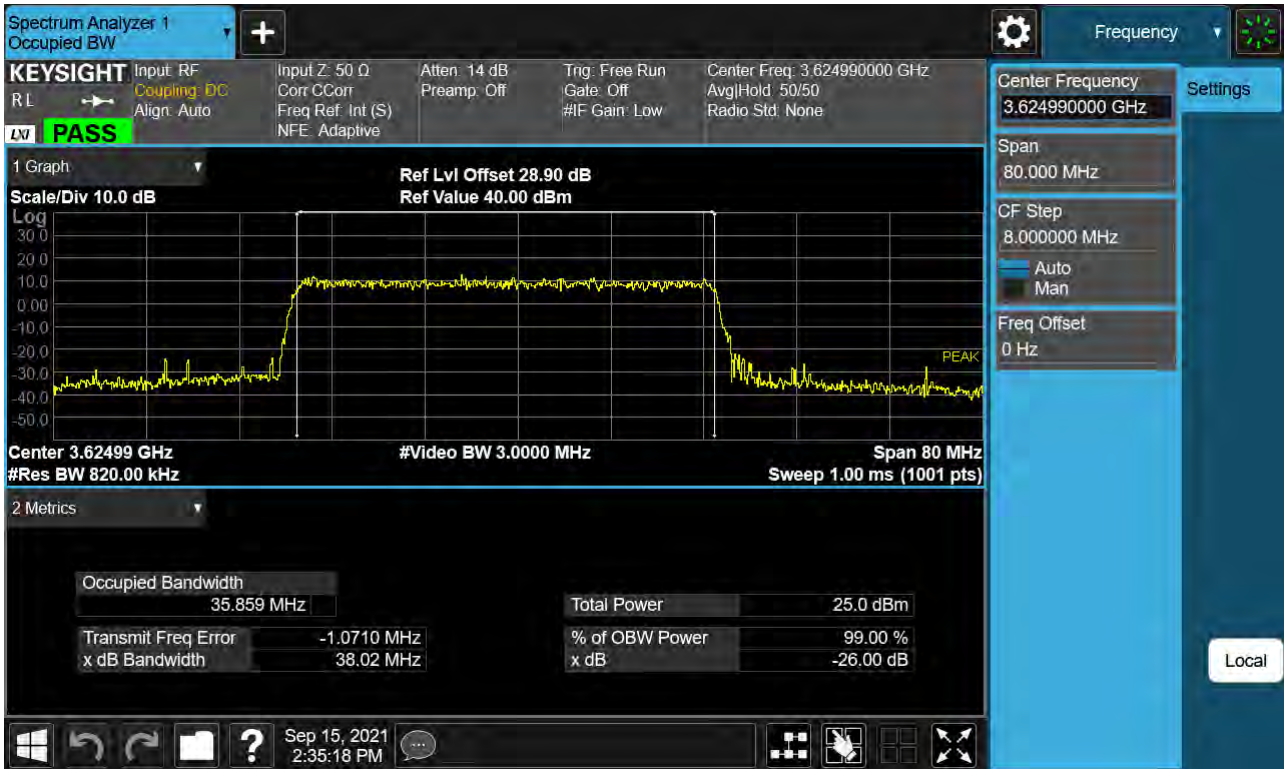 Spectrum Analyzer 1
Occupied BW
+
Frequency
KEYSIGHT
R L
LXI
PASS
Input: RF
Coupling: DC
Align: Auto
Input Z: 50 Ω
Corr CCorr
Freq Ref: Int (S)
NFE: Adaptive
Atten: 14 dB
Preamp: Off
Trig: Free Run
Gate: Off
#IF Gain: Low
Center Freq: 3.624990000 GHz
Avg|Hold: 50/50
Radio Std: None
1 Graph
Scale/Div 10.0 dB
Ref Lvl Offset 28.90 dB
Ref Value 40.00 dBm
Log
30.0
20.0
10.0
0.00
-10.0
-20.0
-30.0
-40.0
-50.0
PEAK
Center 3.62499 GHz
#Video BW 3.0000 MHz
Span 80 MHz
#Res BW 820.00 kHz
Sweep 1.00 ms (1001 pts)
2 Metrics
Occupied Bandwidth
35.859 MHz
Transmit Freq Error -1.0710 MHz
x dB Bandwidth 38.02 MHz
Total Power 25.0 dBm
% of OBW Power 99.00 %
x dB -26.00 dB
Center Frequency
3.624990000 GHz
Settings
Span
80.000 MHz
CF Step
8.000000 MHz
Auto
Man
Freq Offset
0 Hz
Local
?
Sep 15, 2021
2:35:18 PM